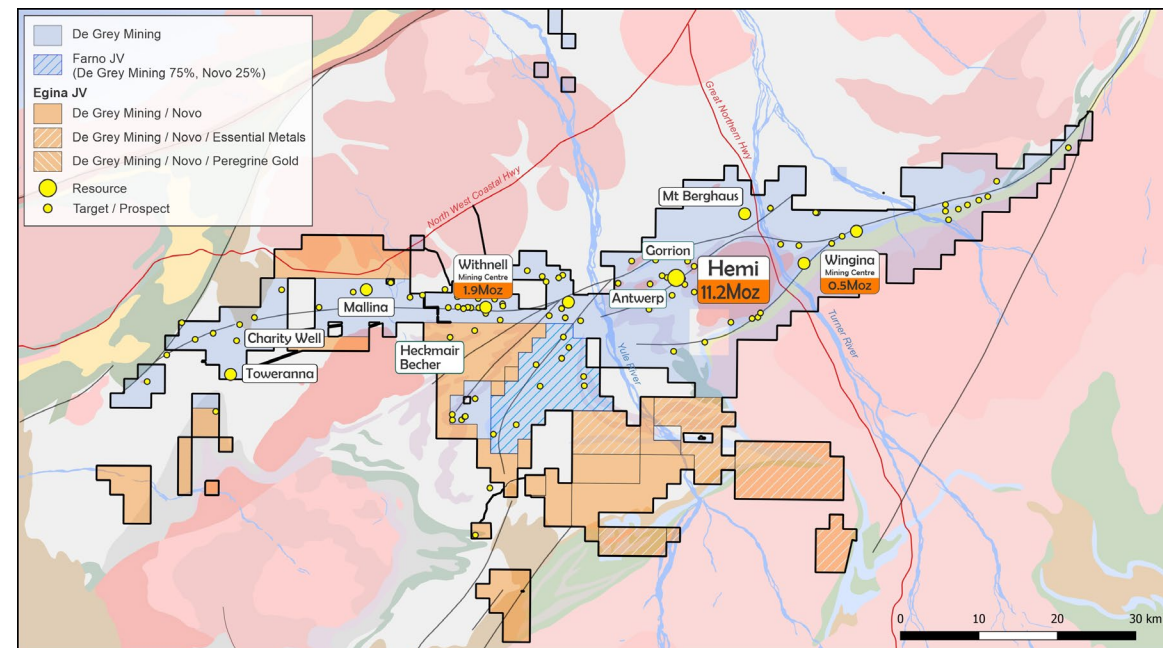 De Grey Mining
Farno JV
(De Grey Mining 75%, Novo 25%)
Egina JV
De Grey Mining / Novo
De Grey Mining / Novo / Essential Metals
De Grey Mining / Novo / Peregrine Gold
Resource
Target / Prospect
North West Coastal Hwy
Great Northern Hwy
Mt Berghaus
Gorrion
Withnell
Mining Centre
1.9Moz
Hemi
11.2Moz
Wingina
Mining Centre
0.5Moz
Mallina
Antwerp
Charity Well
Heckmair
Becher
Toweranna
Yule River
Turner River
0 10 20 30 km